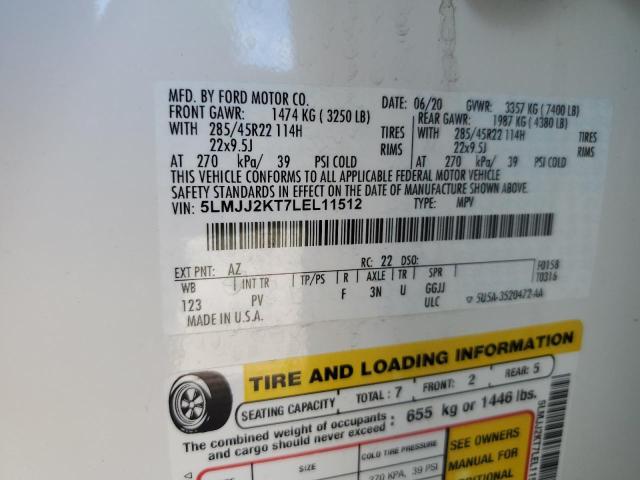 MFD. BY FORD MOTOR CO.
DATE: 06/20 GVWR: 3357 KG (7400 LB)
FRONT GAWR: 1474 KG (3250 LB) REAR GAWR: 1987 KG (4380 LB)
WITH 285/45R22 114H TIRES WITH 285/45R22 114H TIRES
22x9.5J RIMS 22x9.5J RIMS
AT 270 kPa/ 39 PSI COLD AT 270 kPa/ 39 PSI COLD
THIS VEHICLE CONFORMS TO ALL APPLICABLE FEDERAL MOTOR VEHICLE
SAFETY STANDARDS IN EFFECT ON THE DATE OF MANUFACTURE SHOWN ABOVE.
VIN: 5LMJJ2KT7LEL11512 TYPE: MPV
EXT PNT: AZ RC: 22 DSO: F0158
WB INT TR TP/PS R AXLE TR SPR T0316
123 PV F 3N U GGJJ
MADE IN U.S.A. ULC 5U5A-3520472-AA
TIRE AND LOADING INFORMATION
SEATING CAPACITY TOTAL: 7 FRONT: 2 REAR: 5
The combined weight of occupants
and cargo should never exceed: 655 kg or 1446 lbs.
SIZE COLD TIRE PRESSURE SEE OWNERS
270 KPA, 39 PSI MANUAL FOR